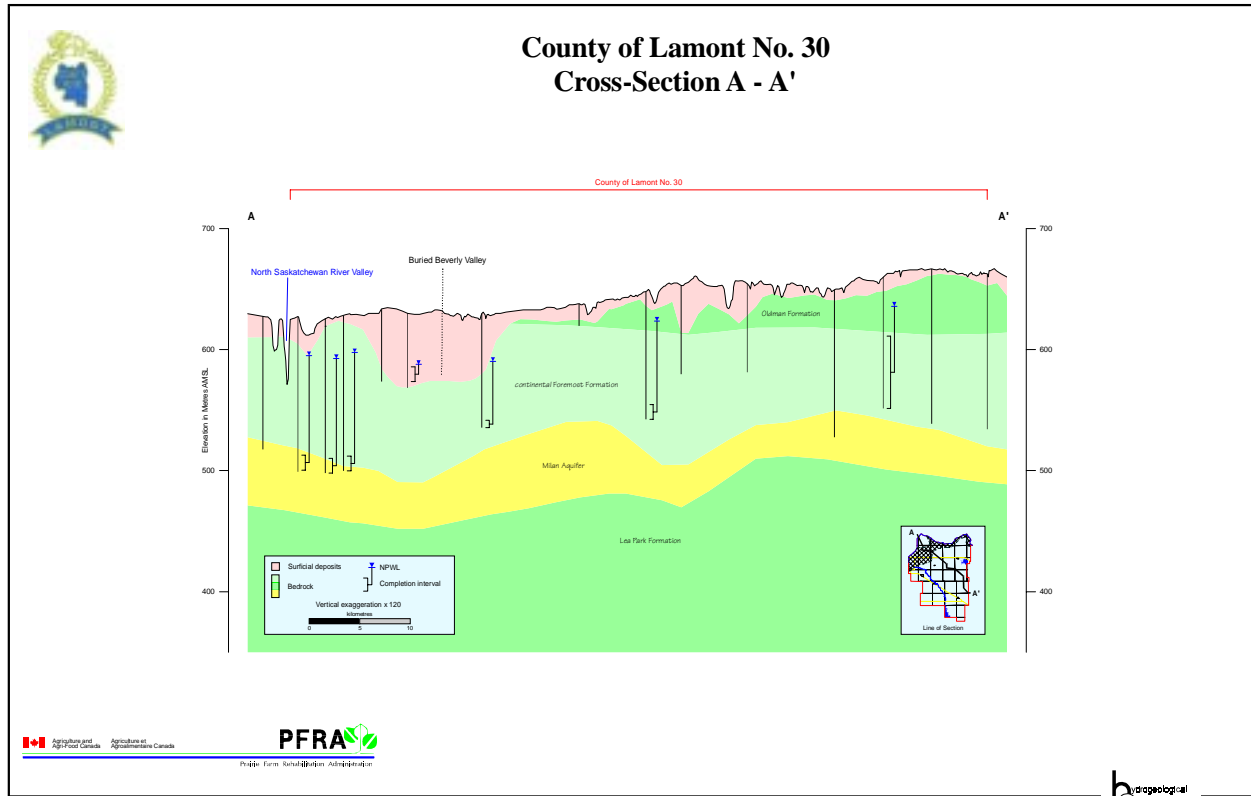 County of Lamont No. 30
Cross-Section A - A'
LAMONT
County of Lamont No. 30
A
A'
700
700
North Saskatchewan River Valley
Buried Beverly Valley
Oldman Formation
600
600
continental Foremost Formation
Elevation in Metres AMSL
500
500
Milan Aquifer
Lea Park Formation
400
400
Surficial deposits
NPWL
Bedrock
Completion interval
Vertical exaggeration x 120
kilometres
0 5 10
A
A'
Line of Section
Agriculture and Agriculture et
Agri-Food Canada Agroalimentaire Canada
PFRA
Prairie Farm Rehabilitation Administration
hydrogeological